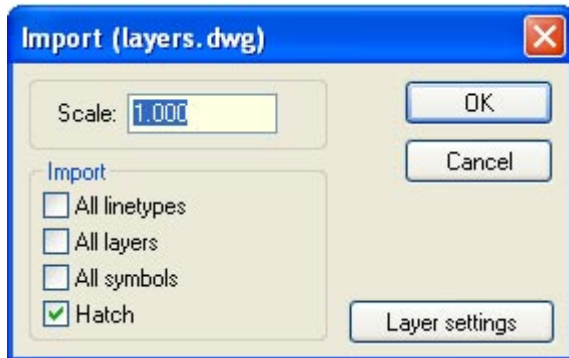 Import (layers.dwg)
Scale: 1.000
OK
Cancel
Import
All linetypes
All layers
All symbols
Hatch
Layer settings